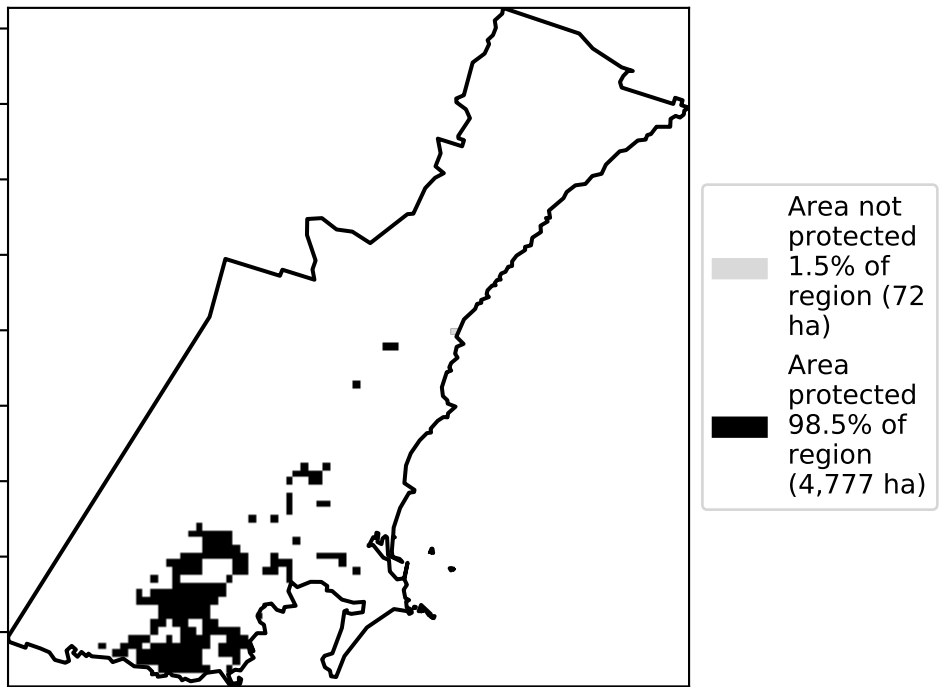 Area not
protected
1.5% of
region (72
ha)
Area
protected
98.5% of
region
(4,777 ha)